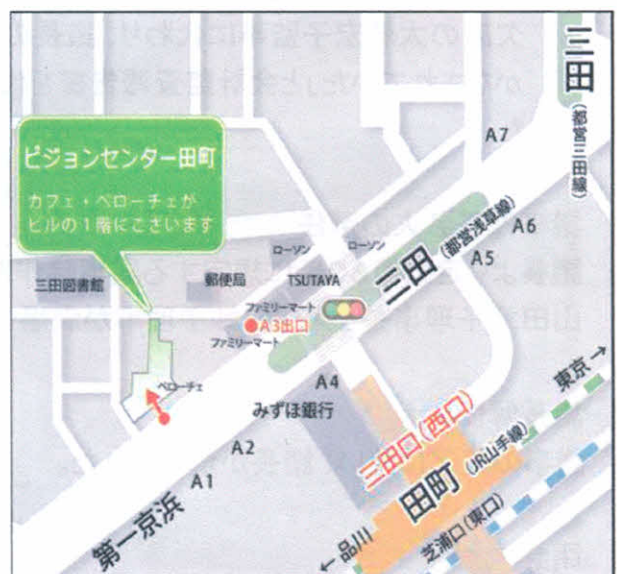 三田
(都営三田線)
A7
ビジョンセンター田町
カフェ・ベローチェが
ビルの1階にございます
A6
三田(都営浅草線)
A5
ローソン
ローソン
三田図書館
郵便局
TSUTAYA
ファミリーマート
A3出口
ファミリーマート
ベローチェ
A4
みずほ銀行
東京→
三田口(西口)
A2
田町(JR山手線)
A1
第一京浜
←品川
芝浦口(東口)